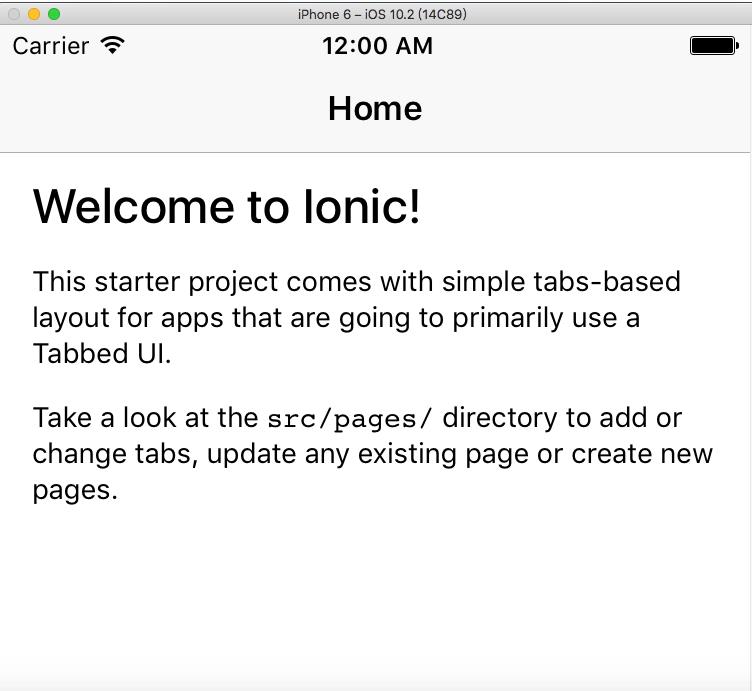 iPhone 6 – iOS 10.2 (14C89)
Carrier 12:00 AM
Home
Welcome to Ionic!
This starter project comes with simple tabs-based
layout for apps that are going to primarily use a
Tabbed UI.
Take a look at the src/pages/ directory to add or
change tabs, update any existing page or create new
pages.